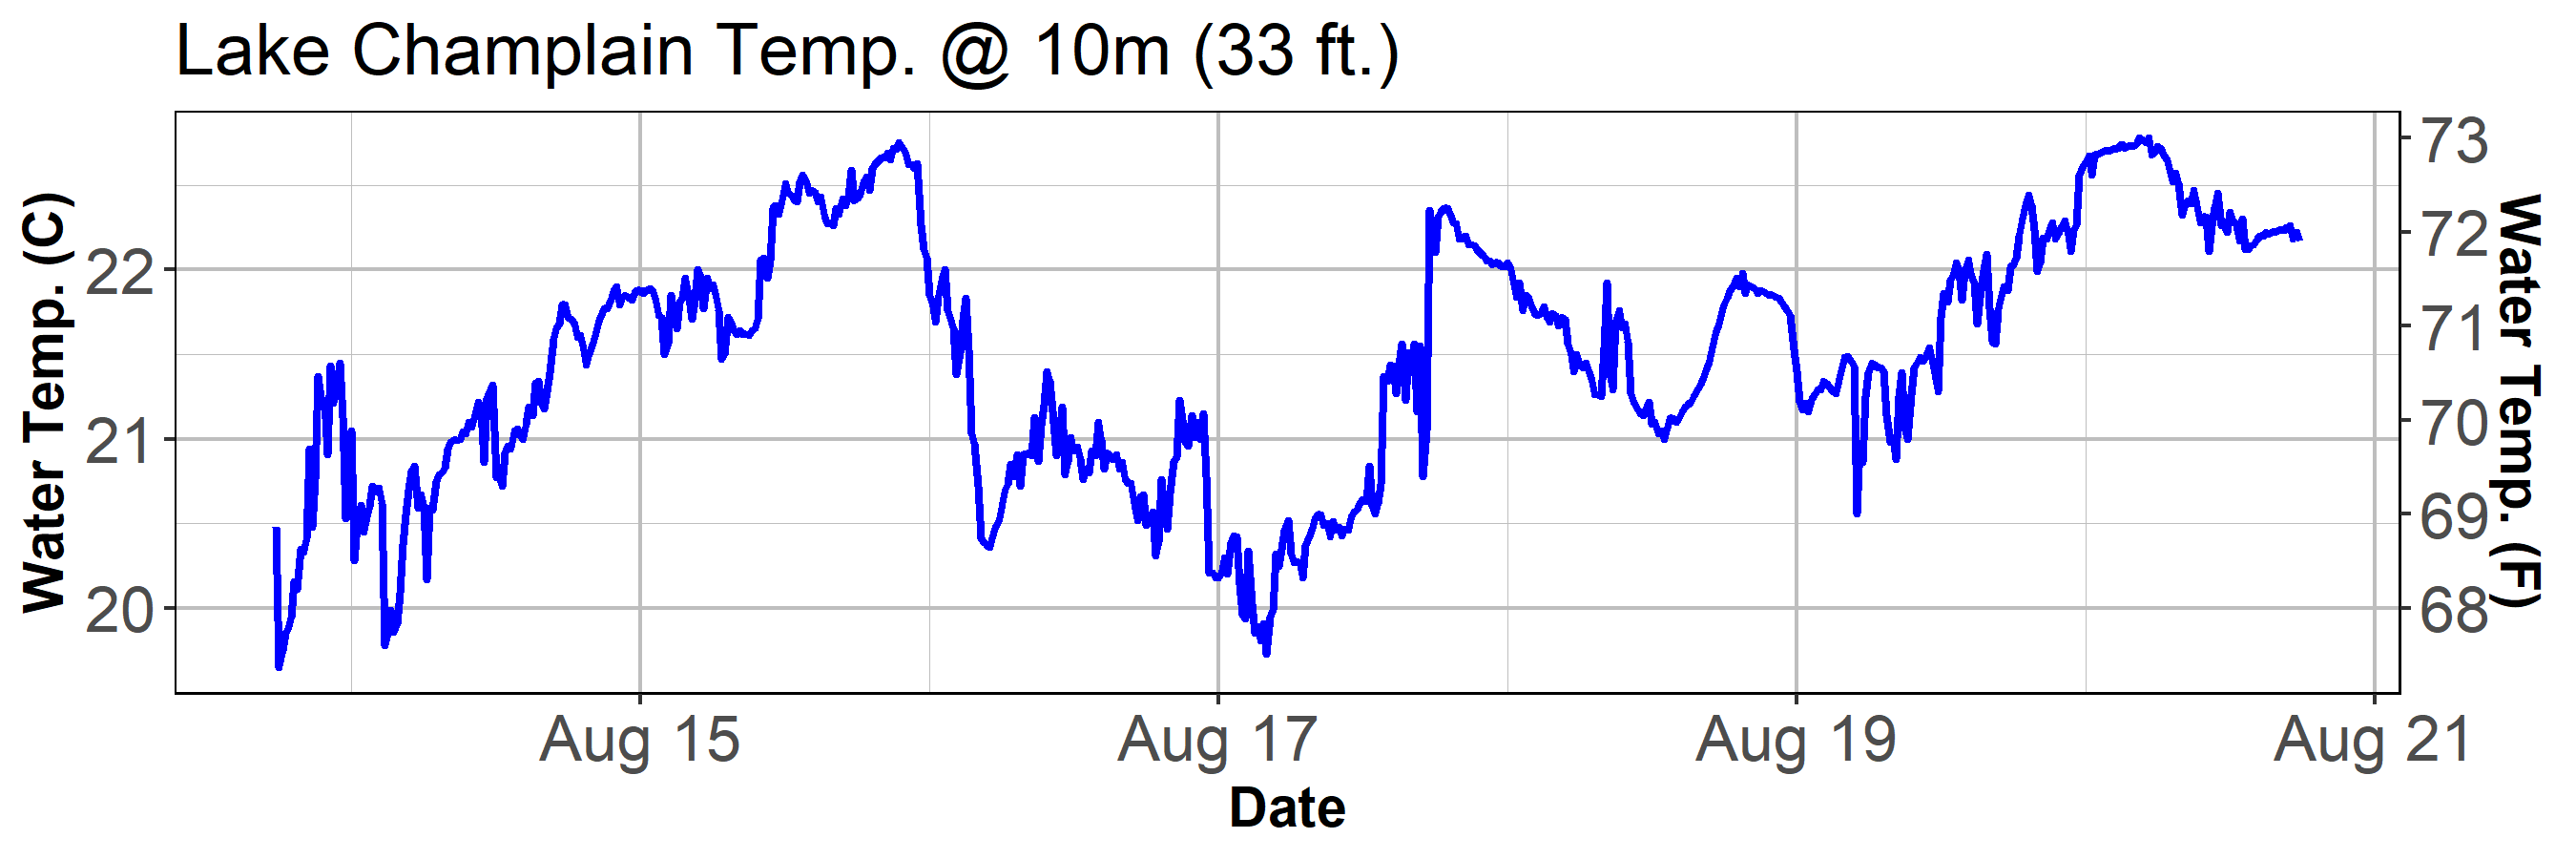 Lake Champlain Temp. @ 10m (33 ft.)
Water Temp. (C)
22
21
20
73
72
71
70
69
68
Water Temp. (F)
Aug 15
Aug 17
Aug 19
Aug 21
Date